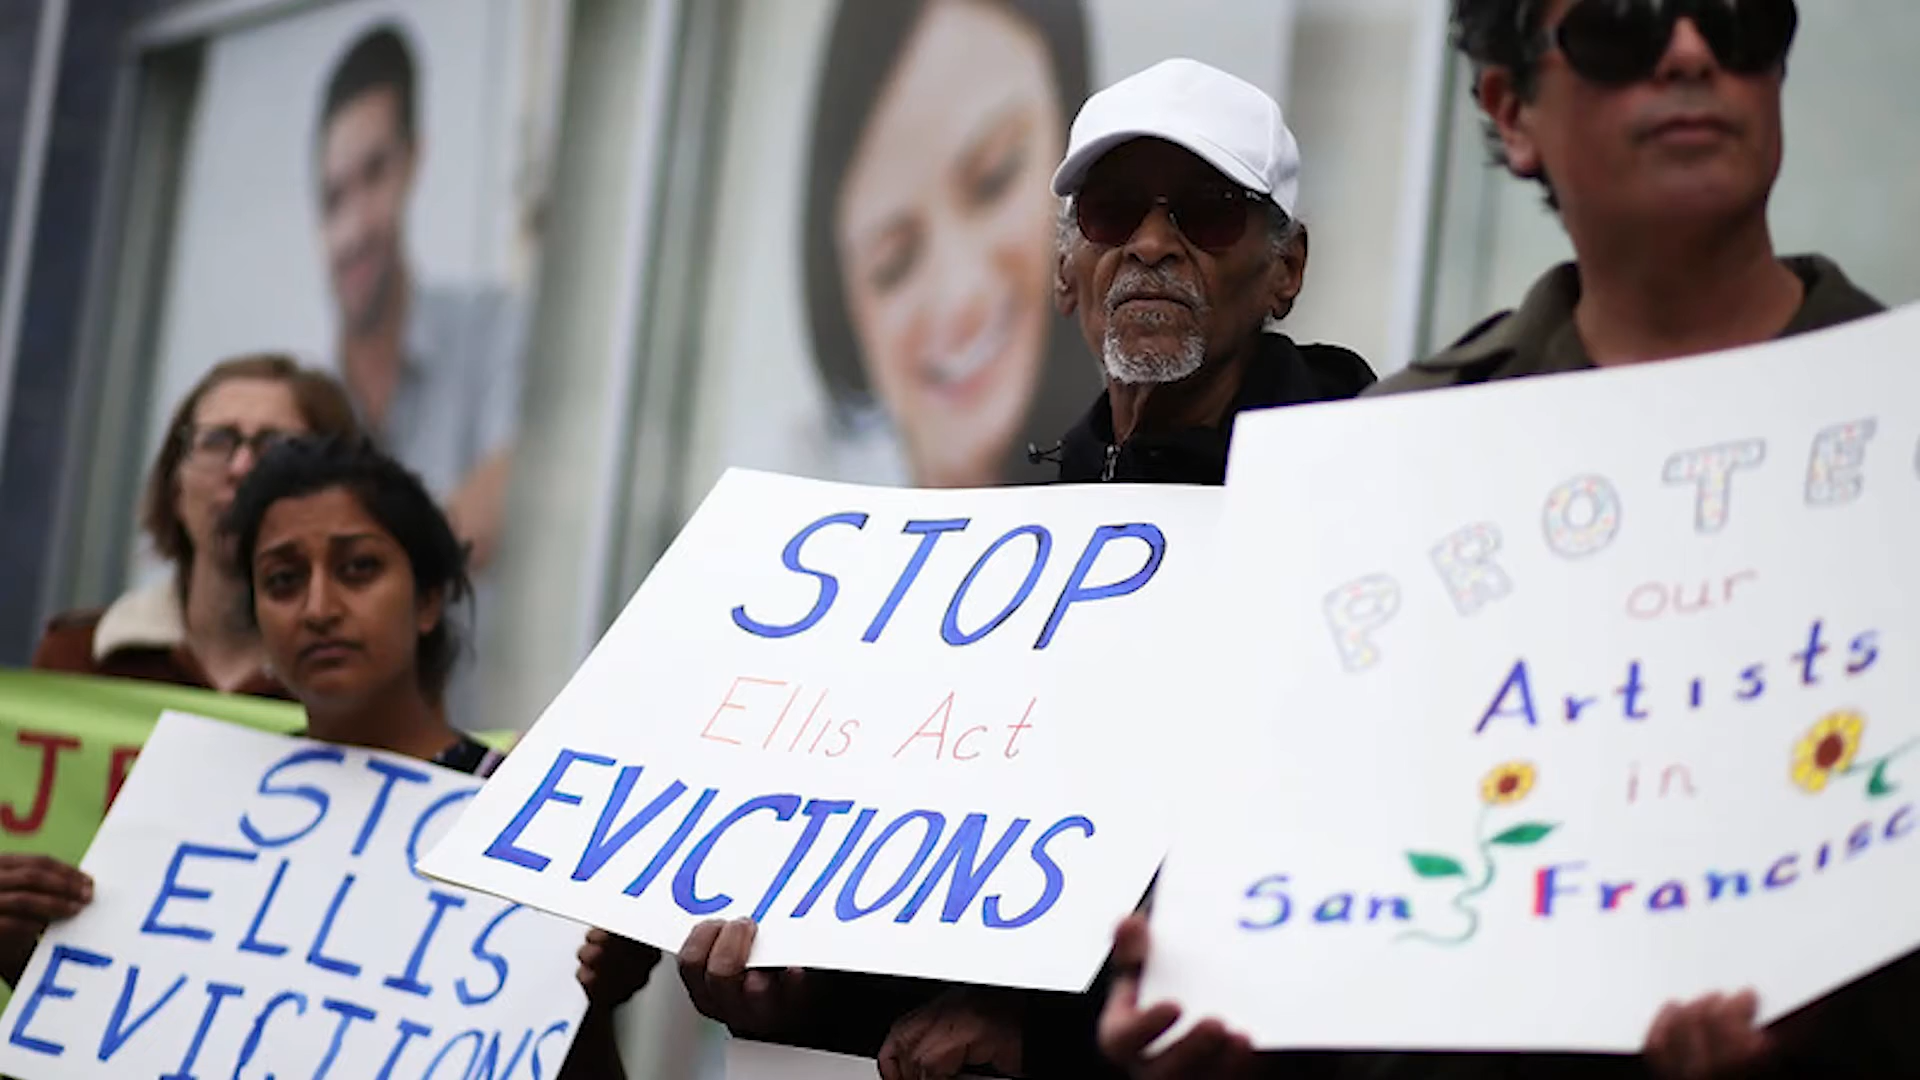 STOP
Ellis Act
EVICTIONS
STO
ELLIS
EVICTIONS
PROTE
our
Artists
in
San Francisc